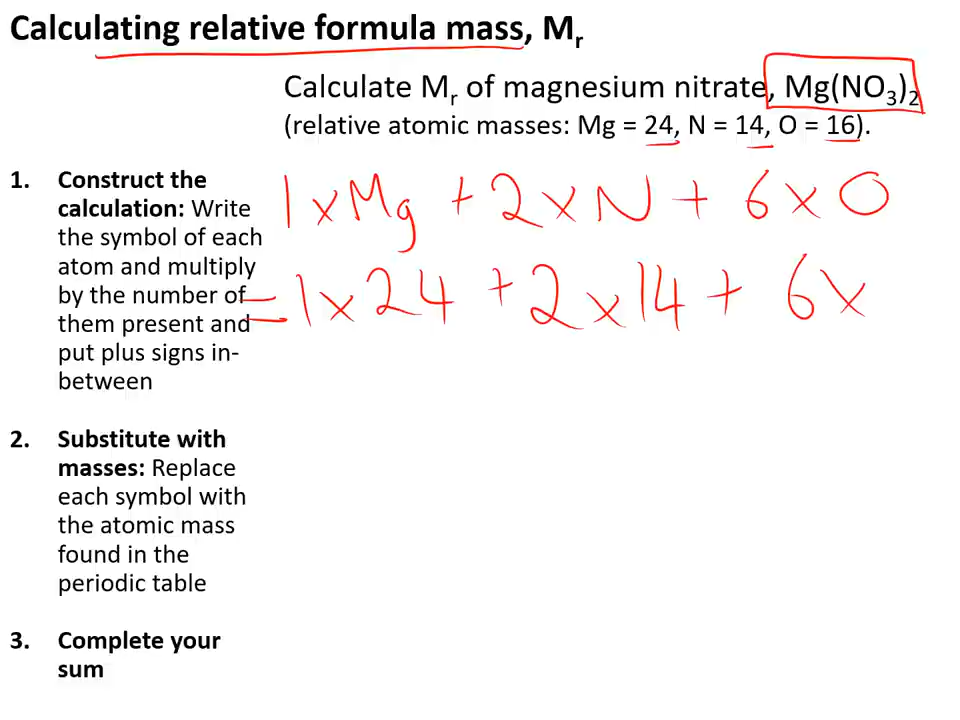 Calculating relative formula mass, Mr
Calculate Mr of magnesium nitrate, Mg(NO3)2
(relative atomic masses: Mg = 24, N = 14, O = 16).
1 x Mg + 2 x N + 6 x O
= 1 x 24 + 2 x 14 + 6 x
1. Construct the
calculation: Write
the symbol of each
atom and multiply
by the number of
them present and
put plus signs in-
between
2. Substitute with
masses: Replace
each symbol with
the atomic mass
found in the
periodic table
3. Complete your
sum